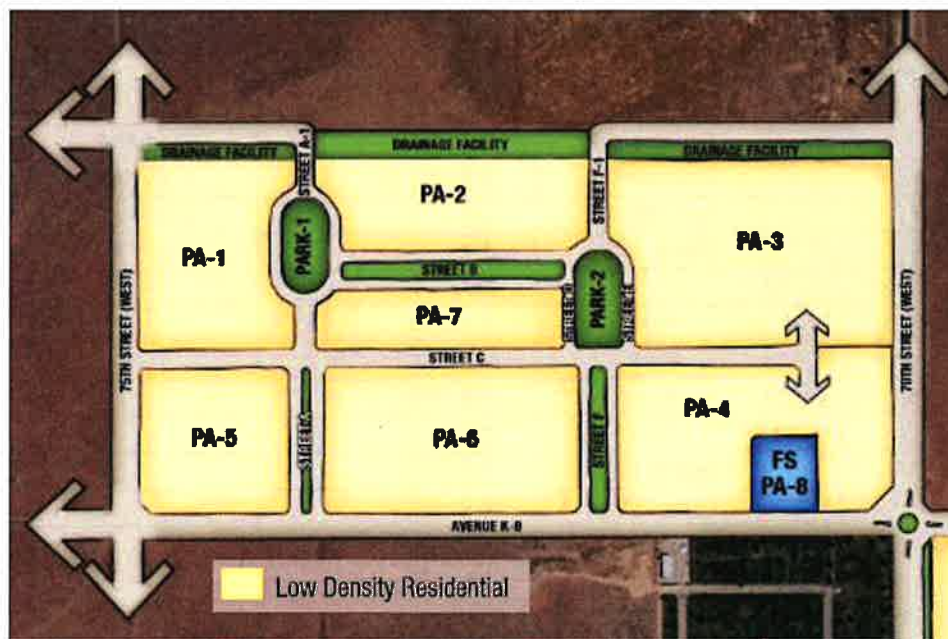 DRAINAGE FACILITY
STREET A-1
DRAINAGE FACILITY
STREET F-1
DRAINAGE FACILITY
PA-1
PARK-1
PA-2
PA-3
STREET D
PARK-2
PA-7
75TH STREET (WEST)
70TH STREET (WEST)
STREET C
PA-5
STREET A
PA-6
STREET F
PA-4
FS
PA-8
AVENUE K-8
Low Density Residential